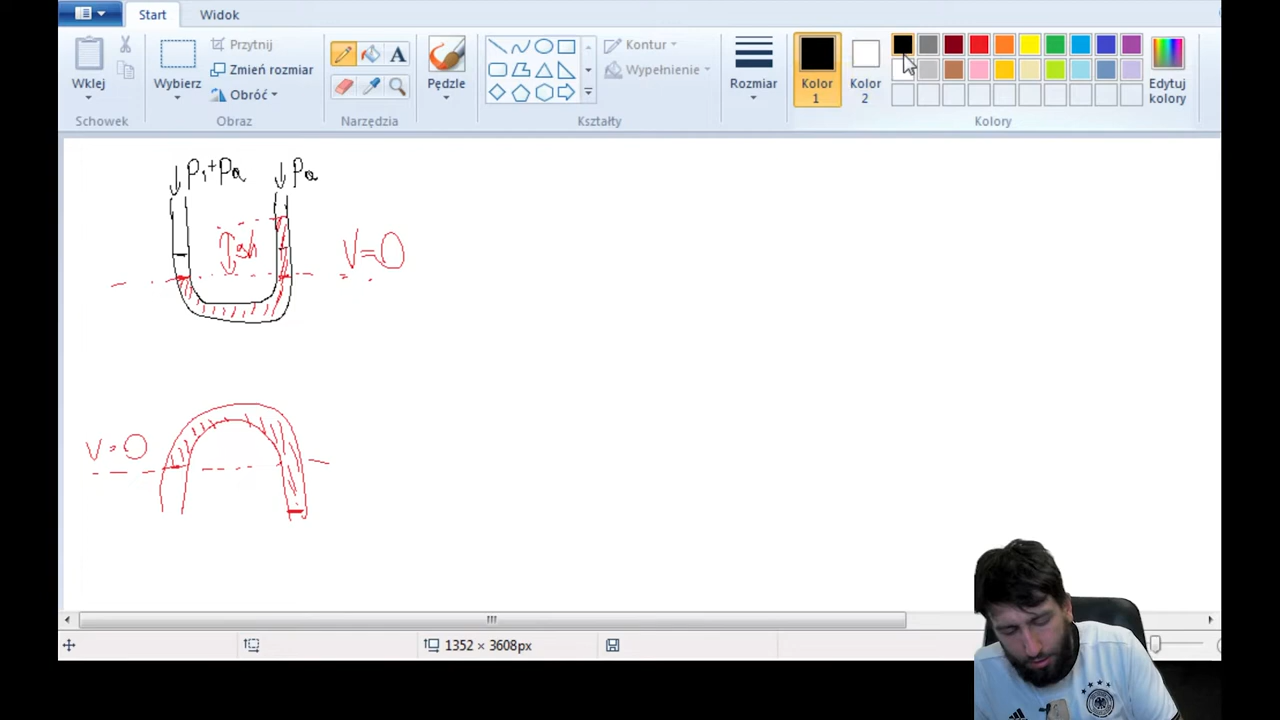 Start Widok
Wklej
Schowek
Wybierz
Przytnij
Zmień rozmiar
Obróć
Obraz
Narzędzia
Pędzle
Kształty
Kontur
Wypełnienie
Rozmiar
Kolor 1
Kolor 2
Edytuj kolory
Kolory
P₁+Pa
Pa
Δh
V=0
V=0
1352 × 3608px